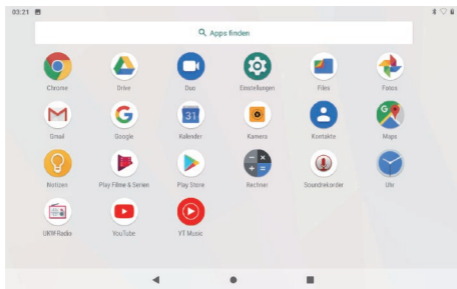 03:21
Apps finden
Chrome Drive Duo Einstellungen Files Fotos
Gmail Google Kalender Kamera Kontakte Maps
Notizen Play Filme & Serien Play Store Rechner Soundrekorder Uhr
UKW Radio YouTube YT Music